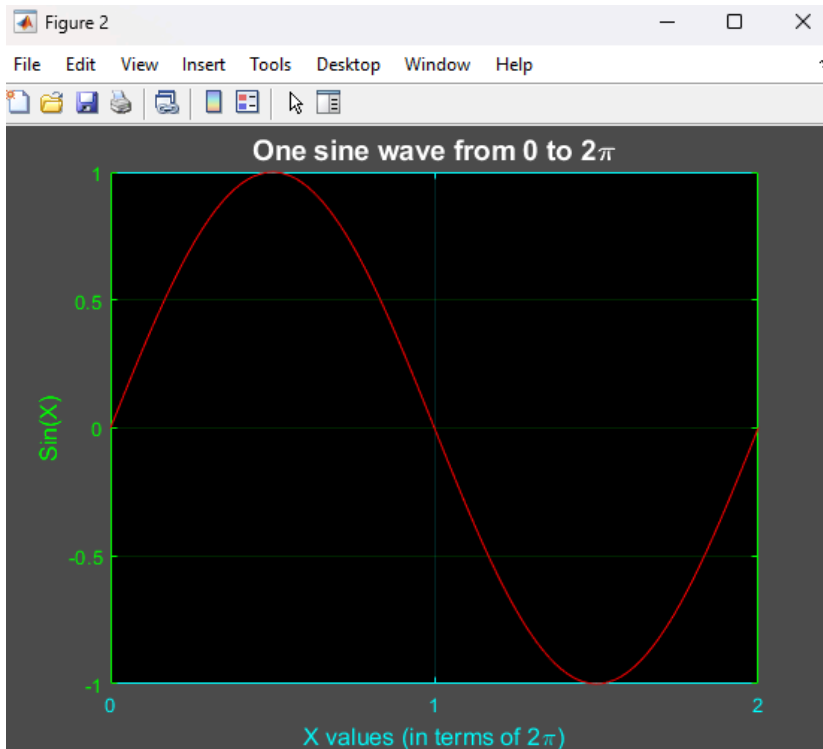 Figure 2
File Edit View Insert Tools Desktop Window Help
One sine wave from 0 to 2π
1
0.5
0
-0.5
-1
Sin(X)
0 1 2
X values (in terms of 2π)